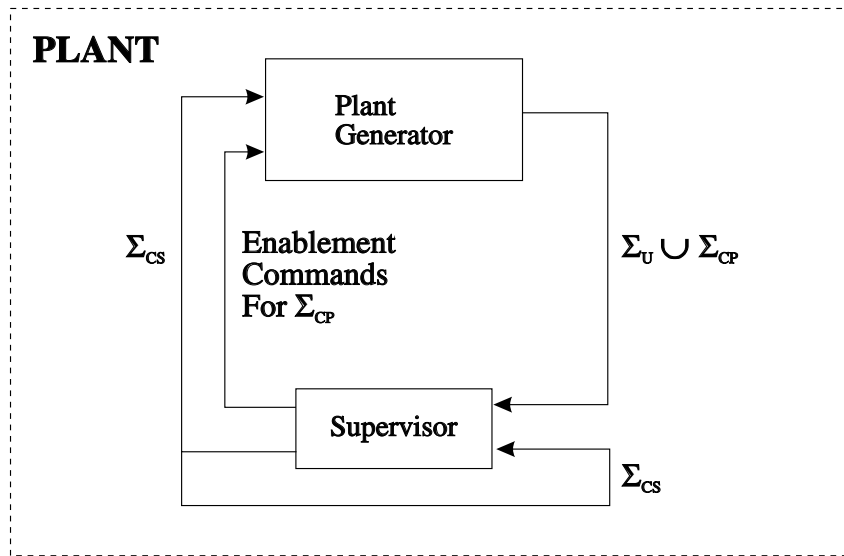 PLANT
Plant
Generator
Σ_CS
Enablement
Commands
For Σ_CP
Σ_U ∪ Σ_CP
Supervisor
Σ_CS